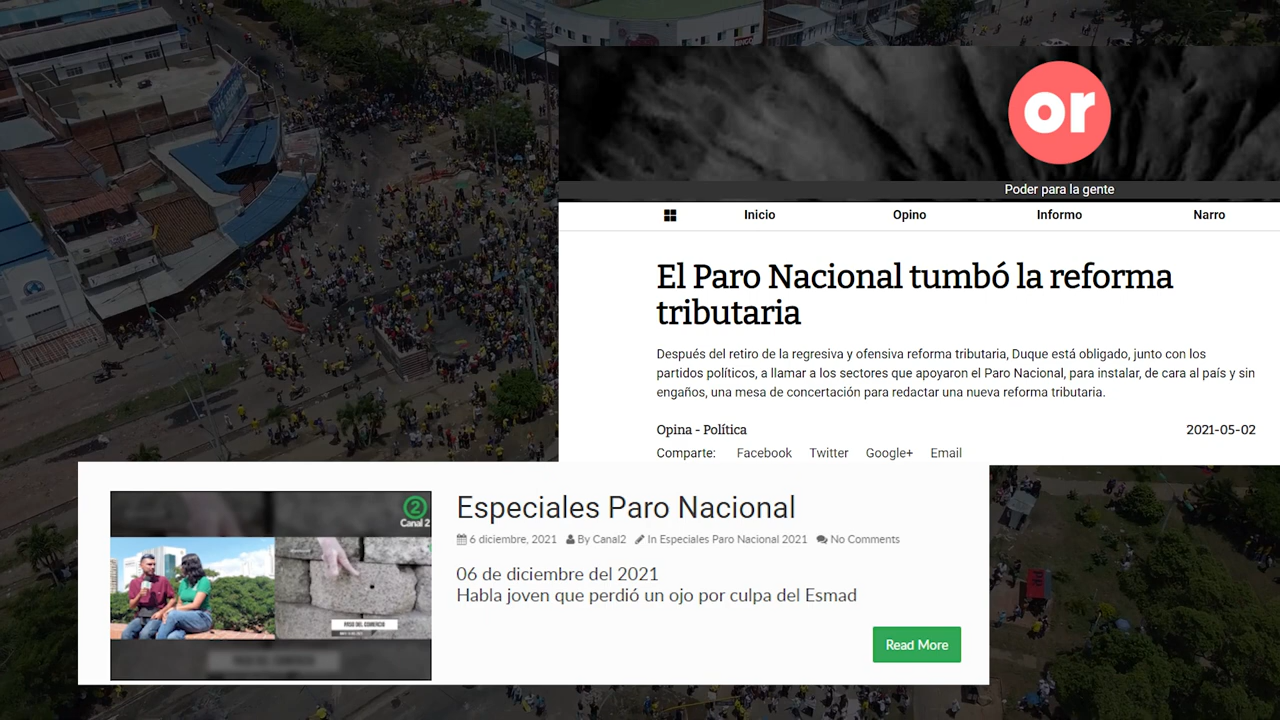 or
Poder para la gente
Inicio Opino Informo Narro
El Paro Nacional tumbó la reforma
tributaria
Después del retiro de la regresiva y ofensiva reforma tributaria, Duque está obligado, junto con los
partidos políticos, a llamar a los sectores que apoyaron el Paro Nacional, para instalar, de cara al país y sin
engaños, una mesa de concertación para redactar una nueva reforma tributaria.
Opina - Política 2021-05-02
Comparte: Facebook Twitter Google+ Email
2
Canal 2
PASO DEL COMERCIO
Especiales Paro Nacional
6 diciembre, 2021 By Canal2 In Especiales Paro Nacional 2021 No Comments
06 de diciembre del 2021
Habla joven que perdió un ojo por culpa del Esmad
Read More